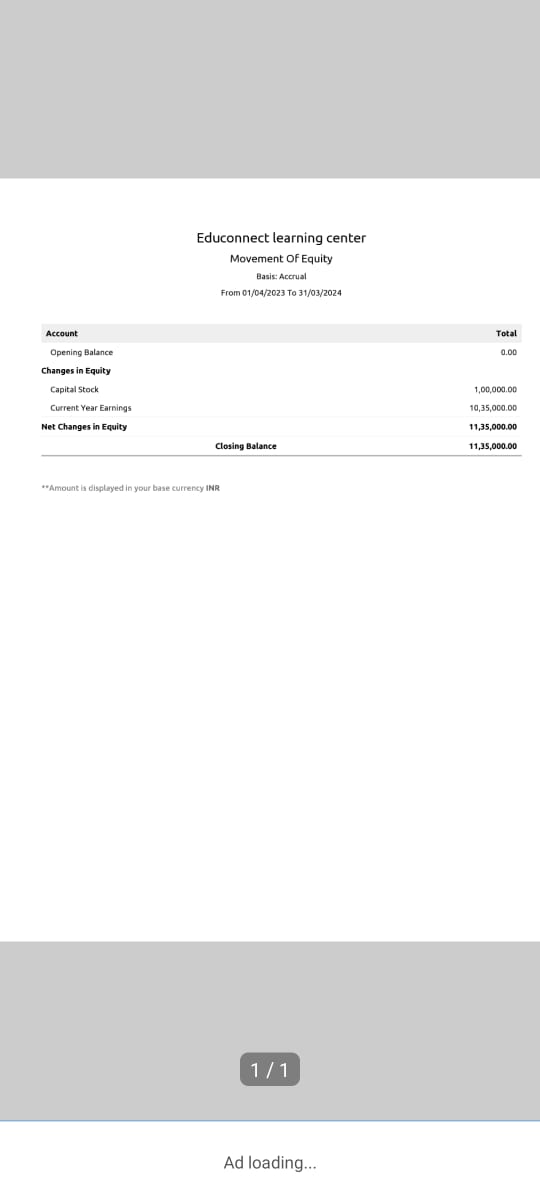 Educonnect learning center
Movement Of Equity
Basis: Accrual
From 01/04/2023 To 31/03/2024
Account Total
Opening Balance 0.00
Changes in Equity
Capital Stock 1,00,000.00
Current Year Earnings 10,35,000.00
Net Changes in Equity 11,35,000.00
Closing Balance 11,35,000.00
**Amount is displayed in your base currency INR
1 / 1
Ad loading...